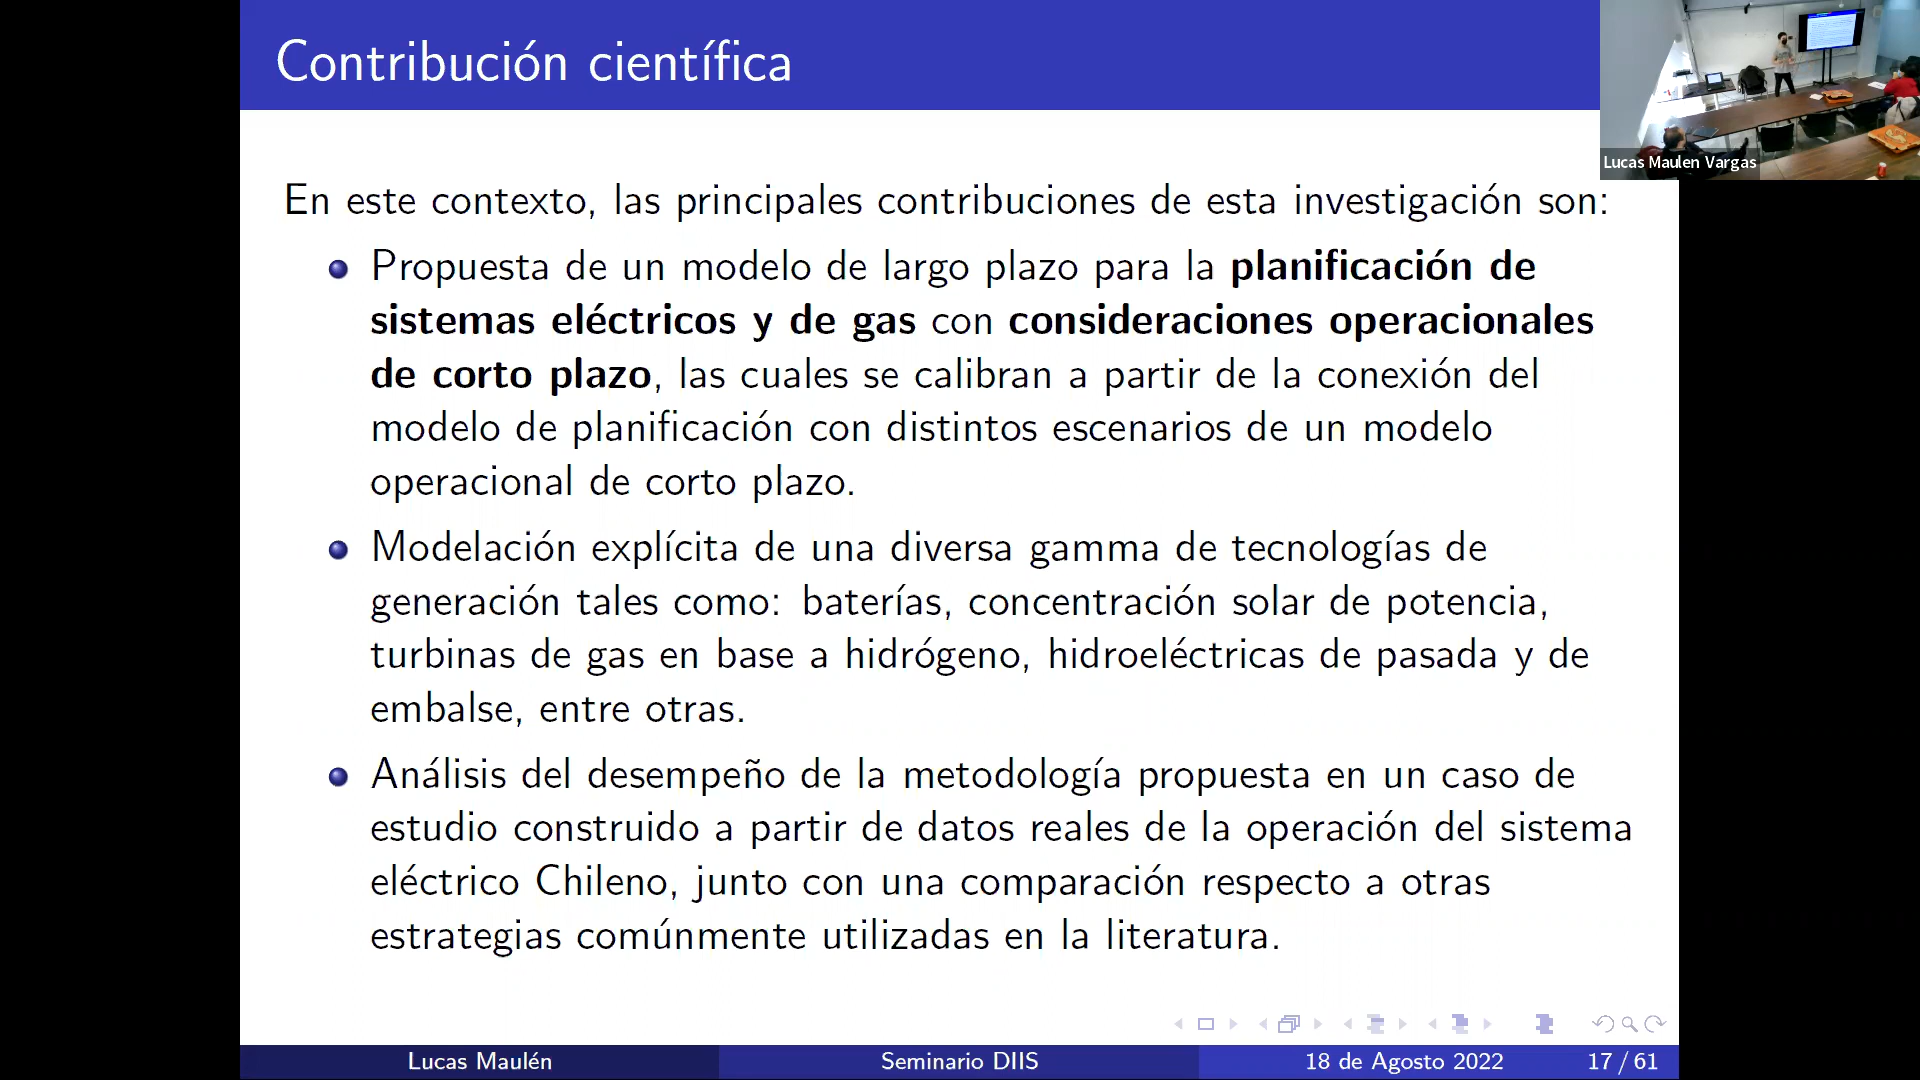 Contribución científica
Lucas Maulen Vargas
En este contexto, las principales contribuciones de esta investigación son:
Propuesta de un modelo de largo plazo para la planificación de
sistemas eléctricos y de gas con consideraciones operacionales
de corto plazo, las cuales se calibran a partir de la conexión del
modelo de planificación con distintos escenarios de un modelo
operacional de corto plazo.
Modelación explícita de una diversa gamma de tecnologías de
generación tales como: baterías, concentración solar de potencia,
turbinas de gas en base a hidrógeno, hidroeléctricas de pasada y de
embalse, entre otras.
Análisis del desempeño de la metodología propuesta en un caso de
estudio construido a partir de datos reales de la operación del sistema
eléctrico Chileno, junto con una comparación respecto a otras
estrategias comúnmente utilizadas en la literatura.
Lucas Maulén Seminario DIIS 18 de Agosto 2022 17 / 61